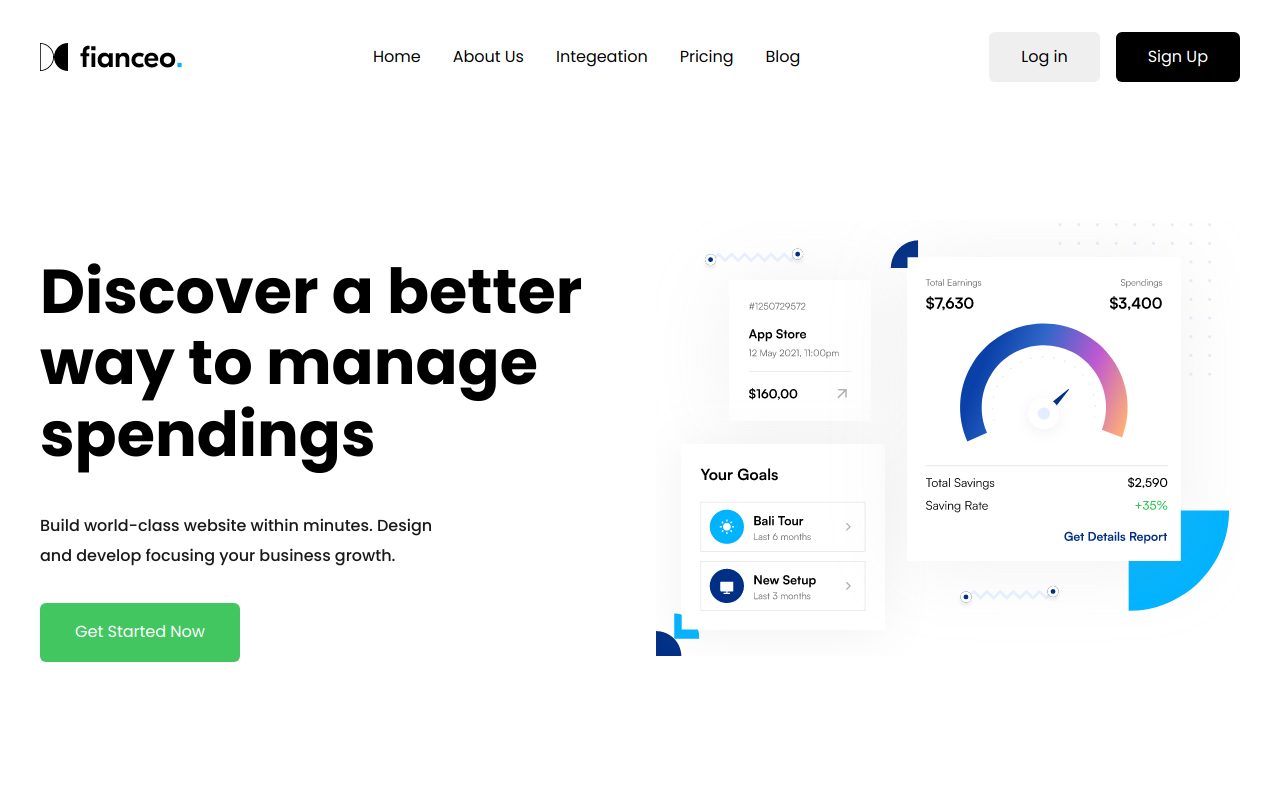 fianceo.
Home
About Us
Integeation
Pricing
Blog
Log in
Sign Up
Discover a better
way to manage
spendings
Build world-class website within minutes. Design
and develop focusing your business growth.
Get Started Now
#1250729572
App Store
12 May 2021, 11:00pm
$160,00
Your Goals
Bali Tour
Last 6 months
New Setup
Last 3 months
Total Earnings
$7,630
Spendings
$3,400
Total Savings
$2,590
Saving Rate
+35%
Get Details Report